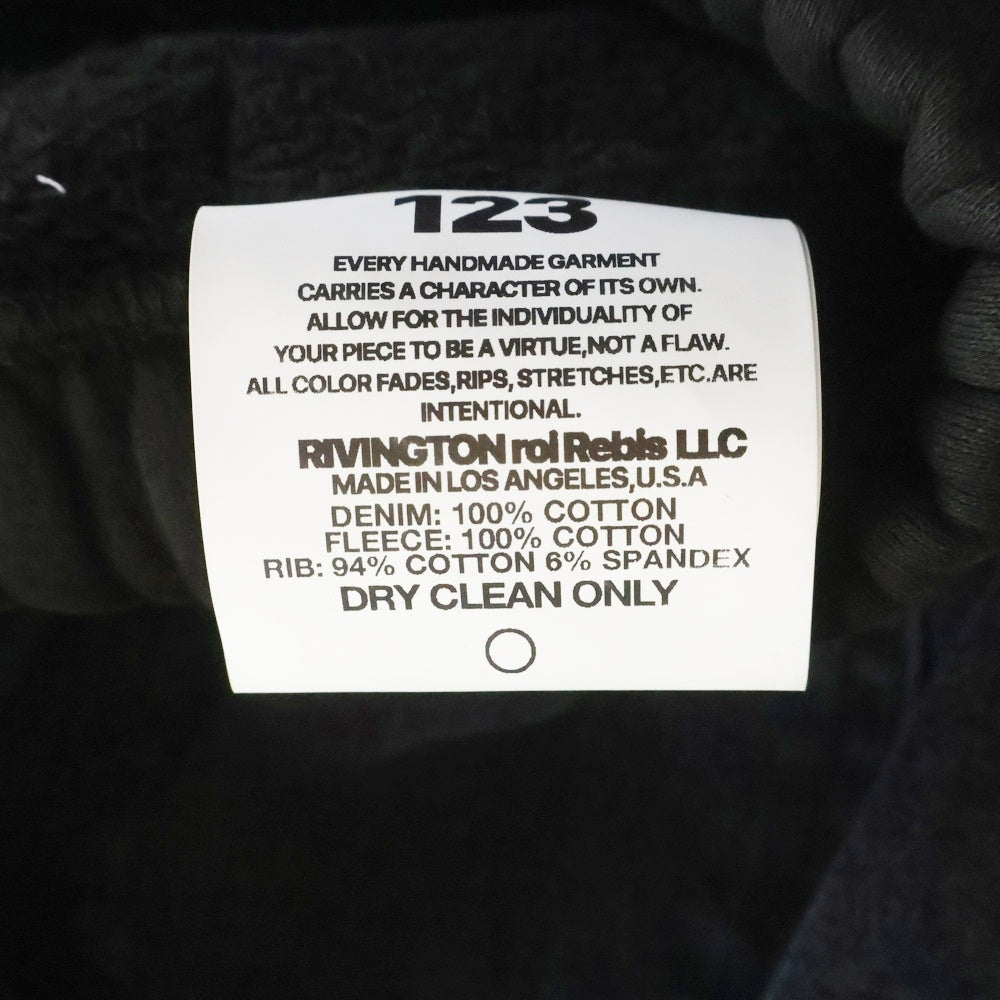 123
EVERY HANDMADE GARMENT
CARRIES A CHARACTER OF ITS OWN.
ALLOW FOR THE INDIVIDUALITY OF
YOUR PIECE TO BE A VIRTUE,NOT A FLAW.
ALL COLOR FADES,RIPS, STRETCHES,ETC.ARE
INTENTIONAL.
RIVINGTON roi Rebis LLC
MADE IN LOS ANGELES,U.S.A
DENIM: 100% COTTON
FLEECE: 100% COTTON
RIB: 94% COTTON 6% SPANDEX
DRY CLEAN ONLY